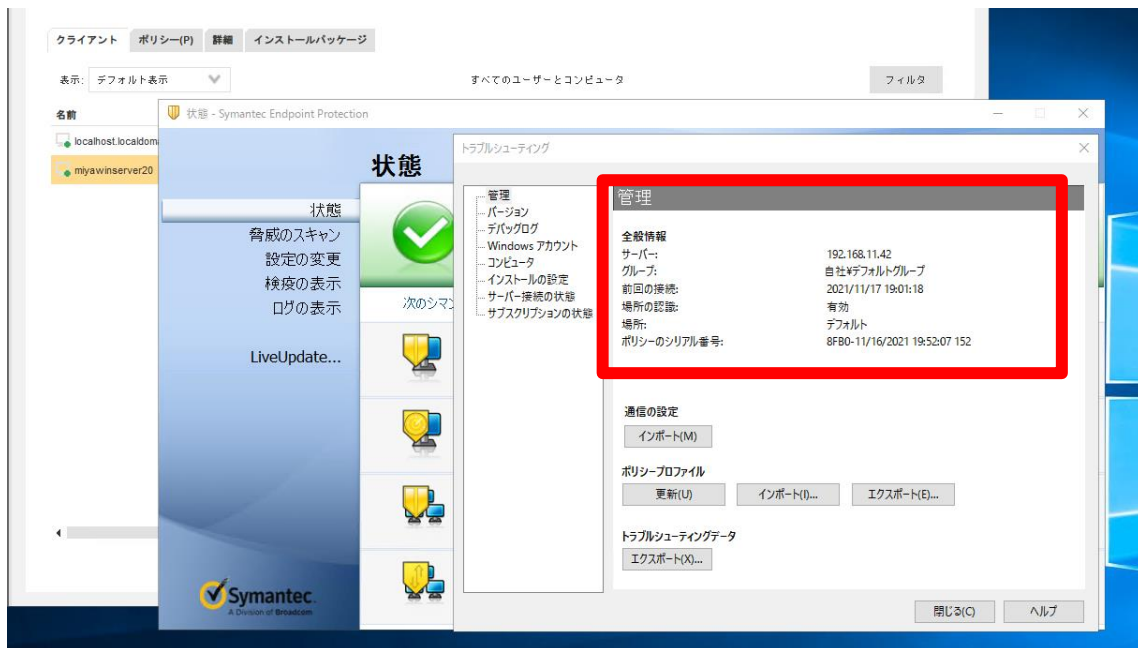 クライアント ポリシー(P) 詳細 インストールパッケージ
表示: デフォルト表示 すべてのユーザーとコンピュータ フィルタ
名前
localhost.localdom
miyawinserver20
状態 - Symantec Endpoint Protection
状態
状態
脅威のスキャン
設定の変更
検疫の表示
ログの表示
LiveUpdate...
次のシマン
Symantec.
A Division of Broadcom
トラブルシューティング
管理
バージョン
デバッグログ
Windows アカウント
コンピュータ
インストールの設定
サーバー接続の状態
サブスクリプションの状態
管理
全般情報
サーバー: 192.168.11.42
グループ: 自社¥デフォルトグループ
前回の接続: 2021/11/17 19:01:18
場所の認識: 有効
場所: デフォルト
ポリシーのシリアル番号: 8FB0-11/16/2021 19:52:07 152
通信の設定
インポート(M)
ポリシープロファイル
更新(U) インポート(I)... エクスポート(E)...
トラブルシューティングデータ
エクスポート(X)...
閉じる(C) ヘルプ